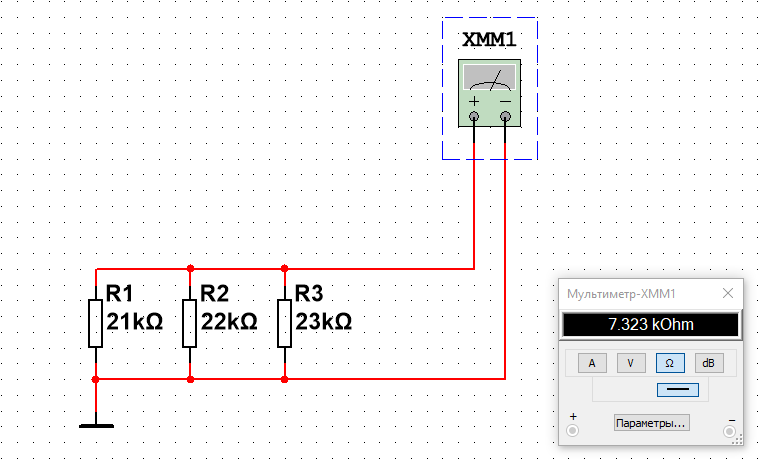 XMM1
+ −
R1
21kΩ
R2
22kΩ
R3
23kΩ
Мультиметр-XMM1
7.323 kOhm
A V Ω dB
+ −
Параметры...